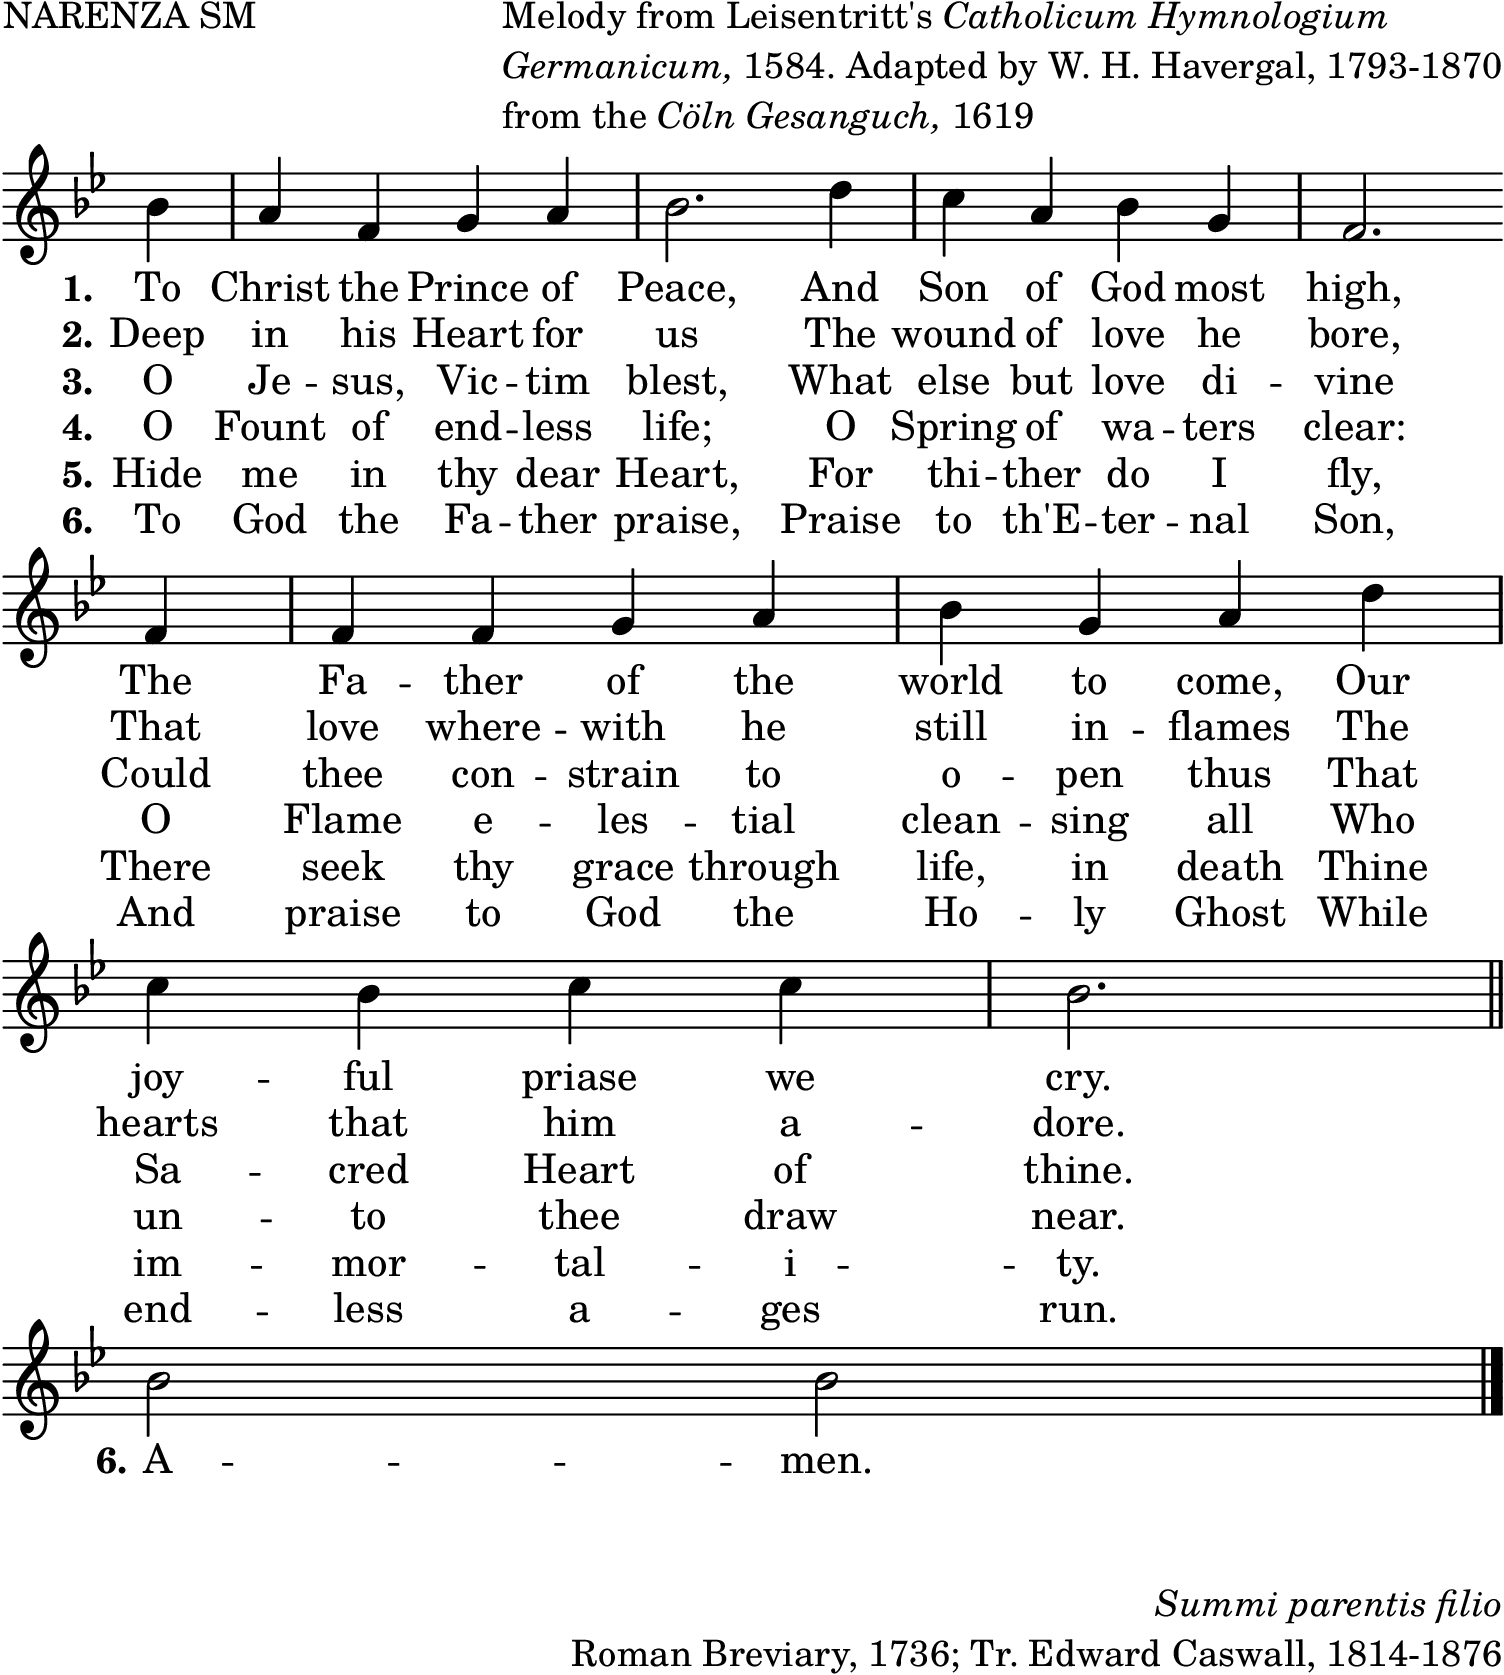 NARENZA SM
Melody from Leisentritt's Catholicum Hymnologium
Germanicum, 1584. Adapted by W. H. Havergal, 1793-1870
from the Cöln Gesanguch, 1619
1. To Christ the Prince of Peace, And Son of God most high,
2. Deep in his Heart for us The wound of love he bore,
3. O Je -- sus, Vic -- tim blest, What else but love di -- vine
4. O Fount of end -- less life; O Spring of wa -- ters clear:
5. Hide me in thy dear Heart, For thi -- ther do I fly,
6. To God the Fa -- ther praise, Praise to th'E -- ter -- nal Son,
The Fa -- ther of the world to come, Our
That love where -- with he still in -- flames The
Could thee con -- strain to o -- pen thus That
O Flame e -- les -- tial clean -- sing all Who
There seek thy grace through life, in death Thine
And praise to God the Ho -- ly Ghost While
joy -- ful priase we cry.
hearts that him a -- dore.
Sa -- cred Heart of thine.
un -- to thee draw near.
im -- mor -- tal -- i -- ty.
end -- less a -- ges run.
6. A -- men.
Summi parentis filio
Roman Breviary, 1736; Tr. Edward Caswall, 1814-1876